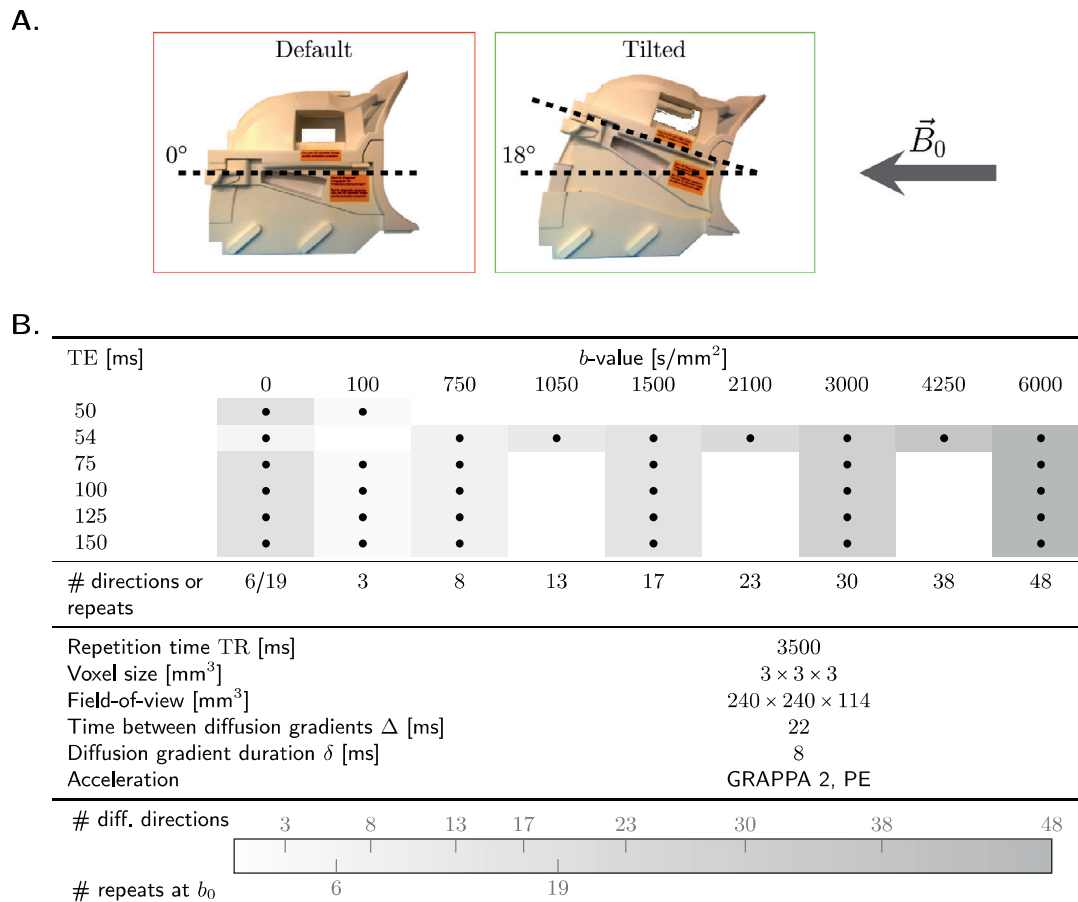 A.
Default
Tilted
0°
18°
B⃗₀
B.
TE [ms] b-value [s/mm²]
0 100 750 1050 1500 2100 3000 4250 6000
50 • •
54 • • • • • • • •
75 • • • • • •
100 • • • • • •
125 • • • • • •
150 • • • • • •
# directions or 6/19 3 8 13 17 23 30 38 48
repeats
Repetition time TR [ms] 3500
Voxel size [mm³] 3 × 3 × 3
Field-of-view [mm³] 240 × 240 × 114
Time between diffusion gradients Δ [ms] 22
Diffusion gradient duration δ [ms] 8
Acceleration GRAPPA 2, PE
# diff. directions 3 8 13 17 23 30 38 48
# repeats at b₀ 6 19